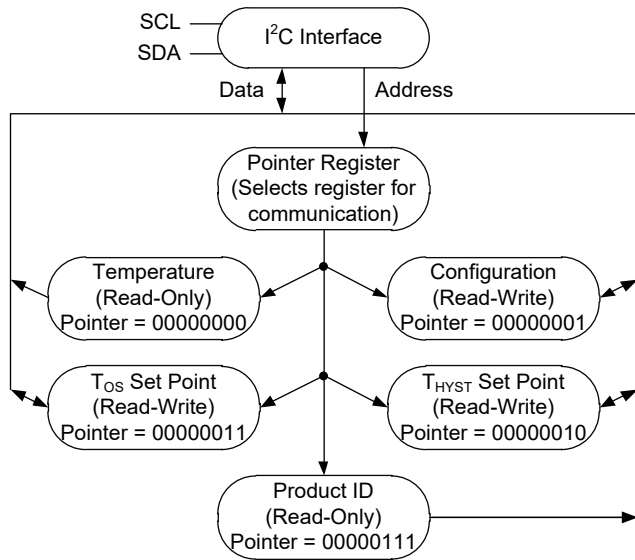 SCL
SDA
I²C Interface
Data
Address
Pointer Register
(Selects register for
communication)
Temperature
(Read-Only)
Pointer = 00000000
Configuration
(Read-Write)
Pointer = 00000001
TOS Set Point
(Read-Write)
Pointer = 00000011
THYST Set Point
(Read-Write)
Pointer = 00000010
Product ID
(Read-Only)
Pointer = 00000111